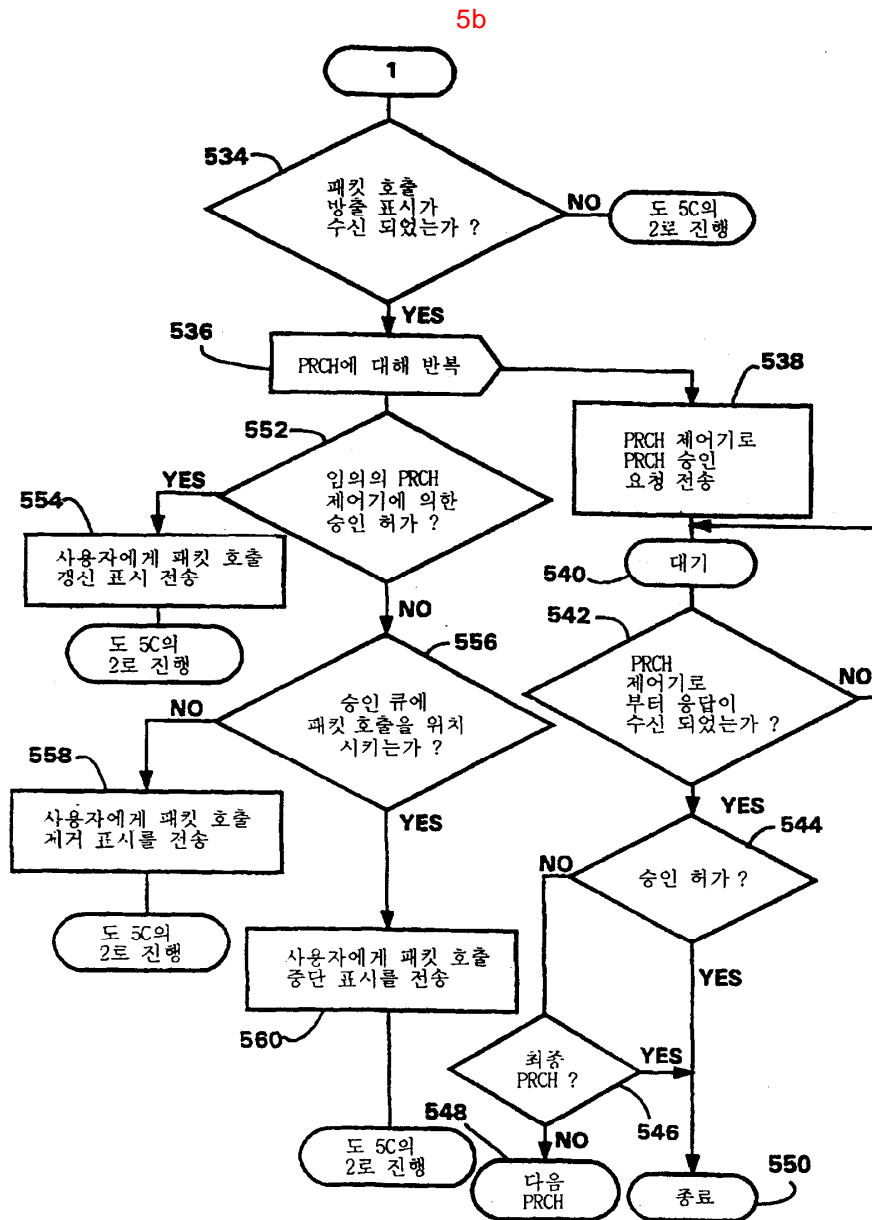 5b
1
534
패킷 호출
방출 표시가
수신 되었는가 ?
NO
도 5C의
2로 진행
YES
536
PRCH에 대해 반복
538
PRCH 제어기로
PRCH 승인
요청 전송
552
임의의 PRCH
제어기에 의한
승인 허가 ?
YES
554
사용자에게 패킷 호출
갱신 표시 전송
도 5C의
2로 진행
NO
540
대기
542
PRCH
제어기로
부터 응답이
수신 되었는가 ?
NO
556
승인 큐에
패킷 호출을 위치
시키는가 ?
NO
558
사용자에게 패킷 호출
제거 표시를 전송
도 5C의
2로 진행
YES
YES
544
승인 허가 ?
NO
YES
사용자에게 패킷 호출
중단 표시를 전송
560
도 5C의
2로 진행
최종
PRCH ?
YES
546
548
NO
다음
PRCH
550
종료